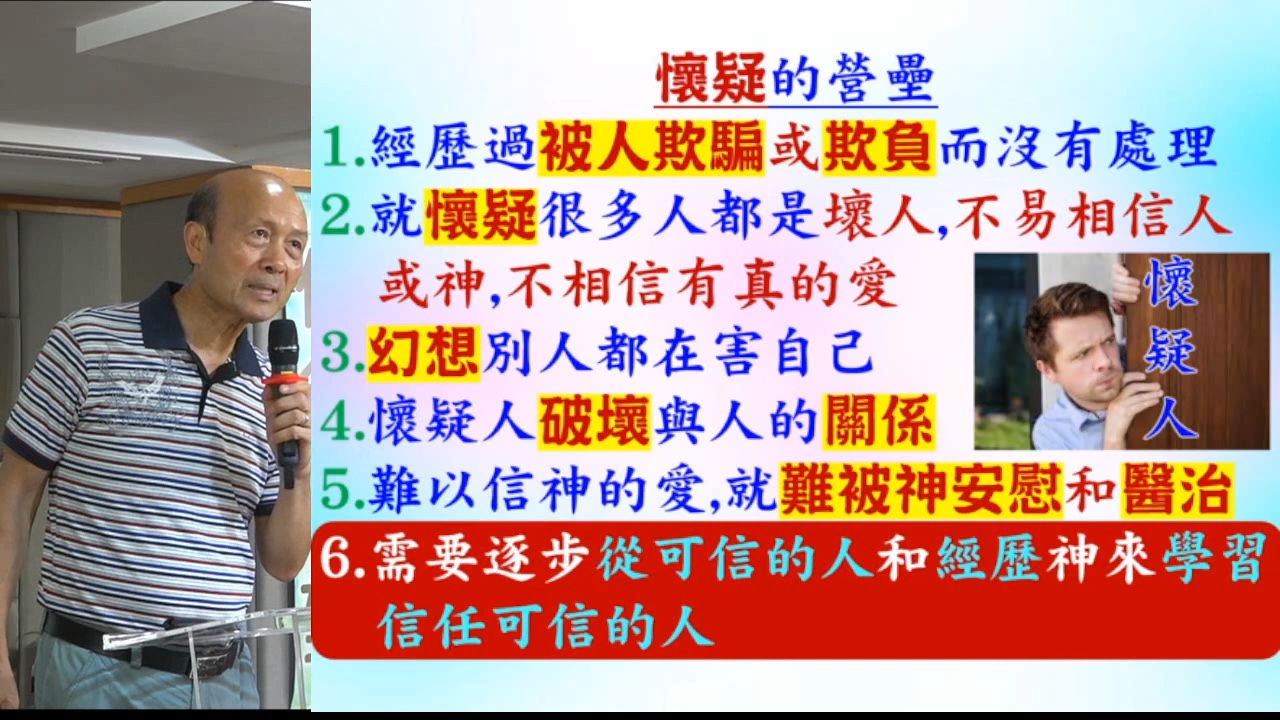 懷疑的營壘
1.經歷過被人欺騙或欺負而沒有處理
2.就懷疑很多人都是壞人,不易相信人
或神,不相信有真的愛
3.幻想別人都在害自己
4.懷疑人破壞與人的關係
5.難以信神的愛,就難被神安慰和醫治
6.需要逐步從可信的人和經歷神來學習
信任可信的人
懷疑人